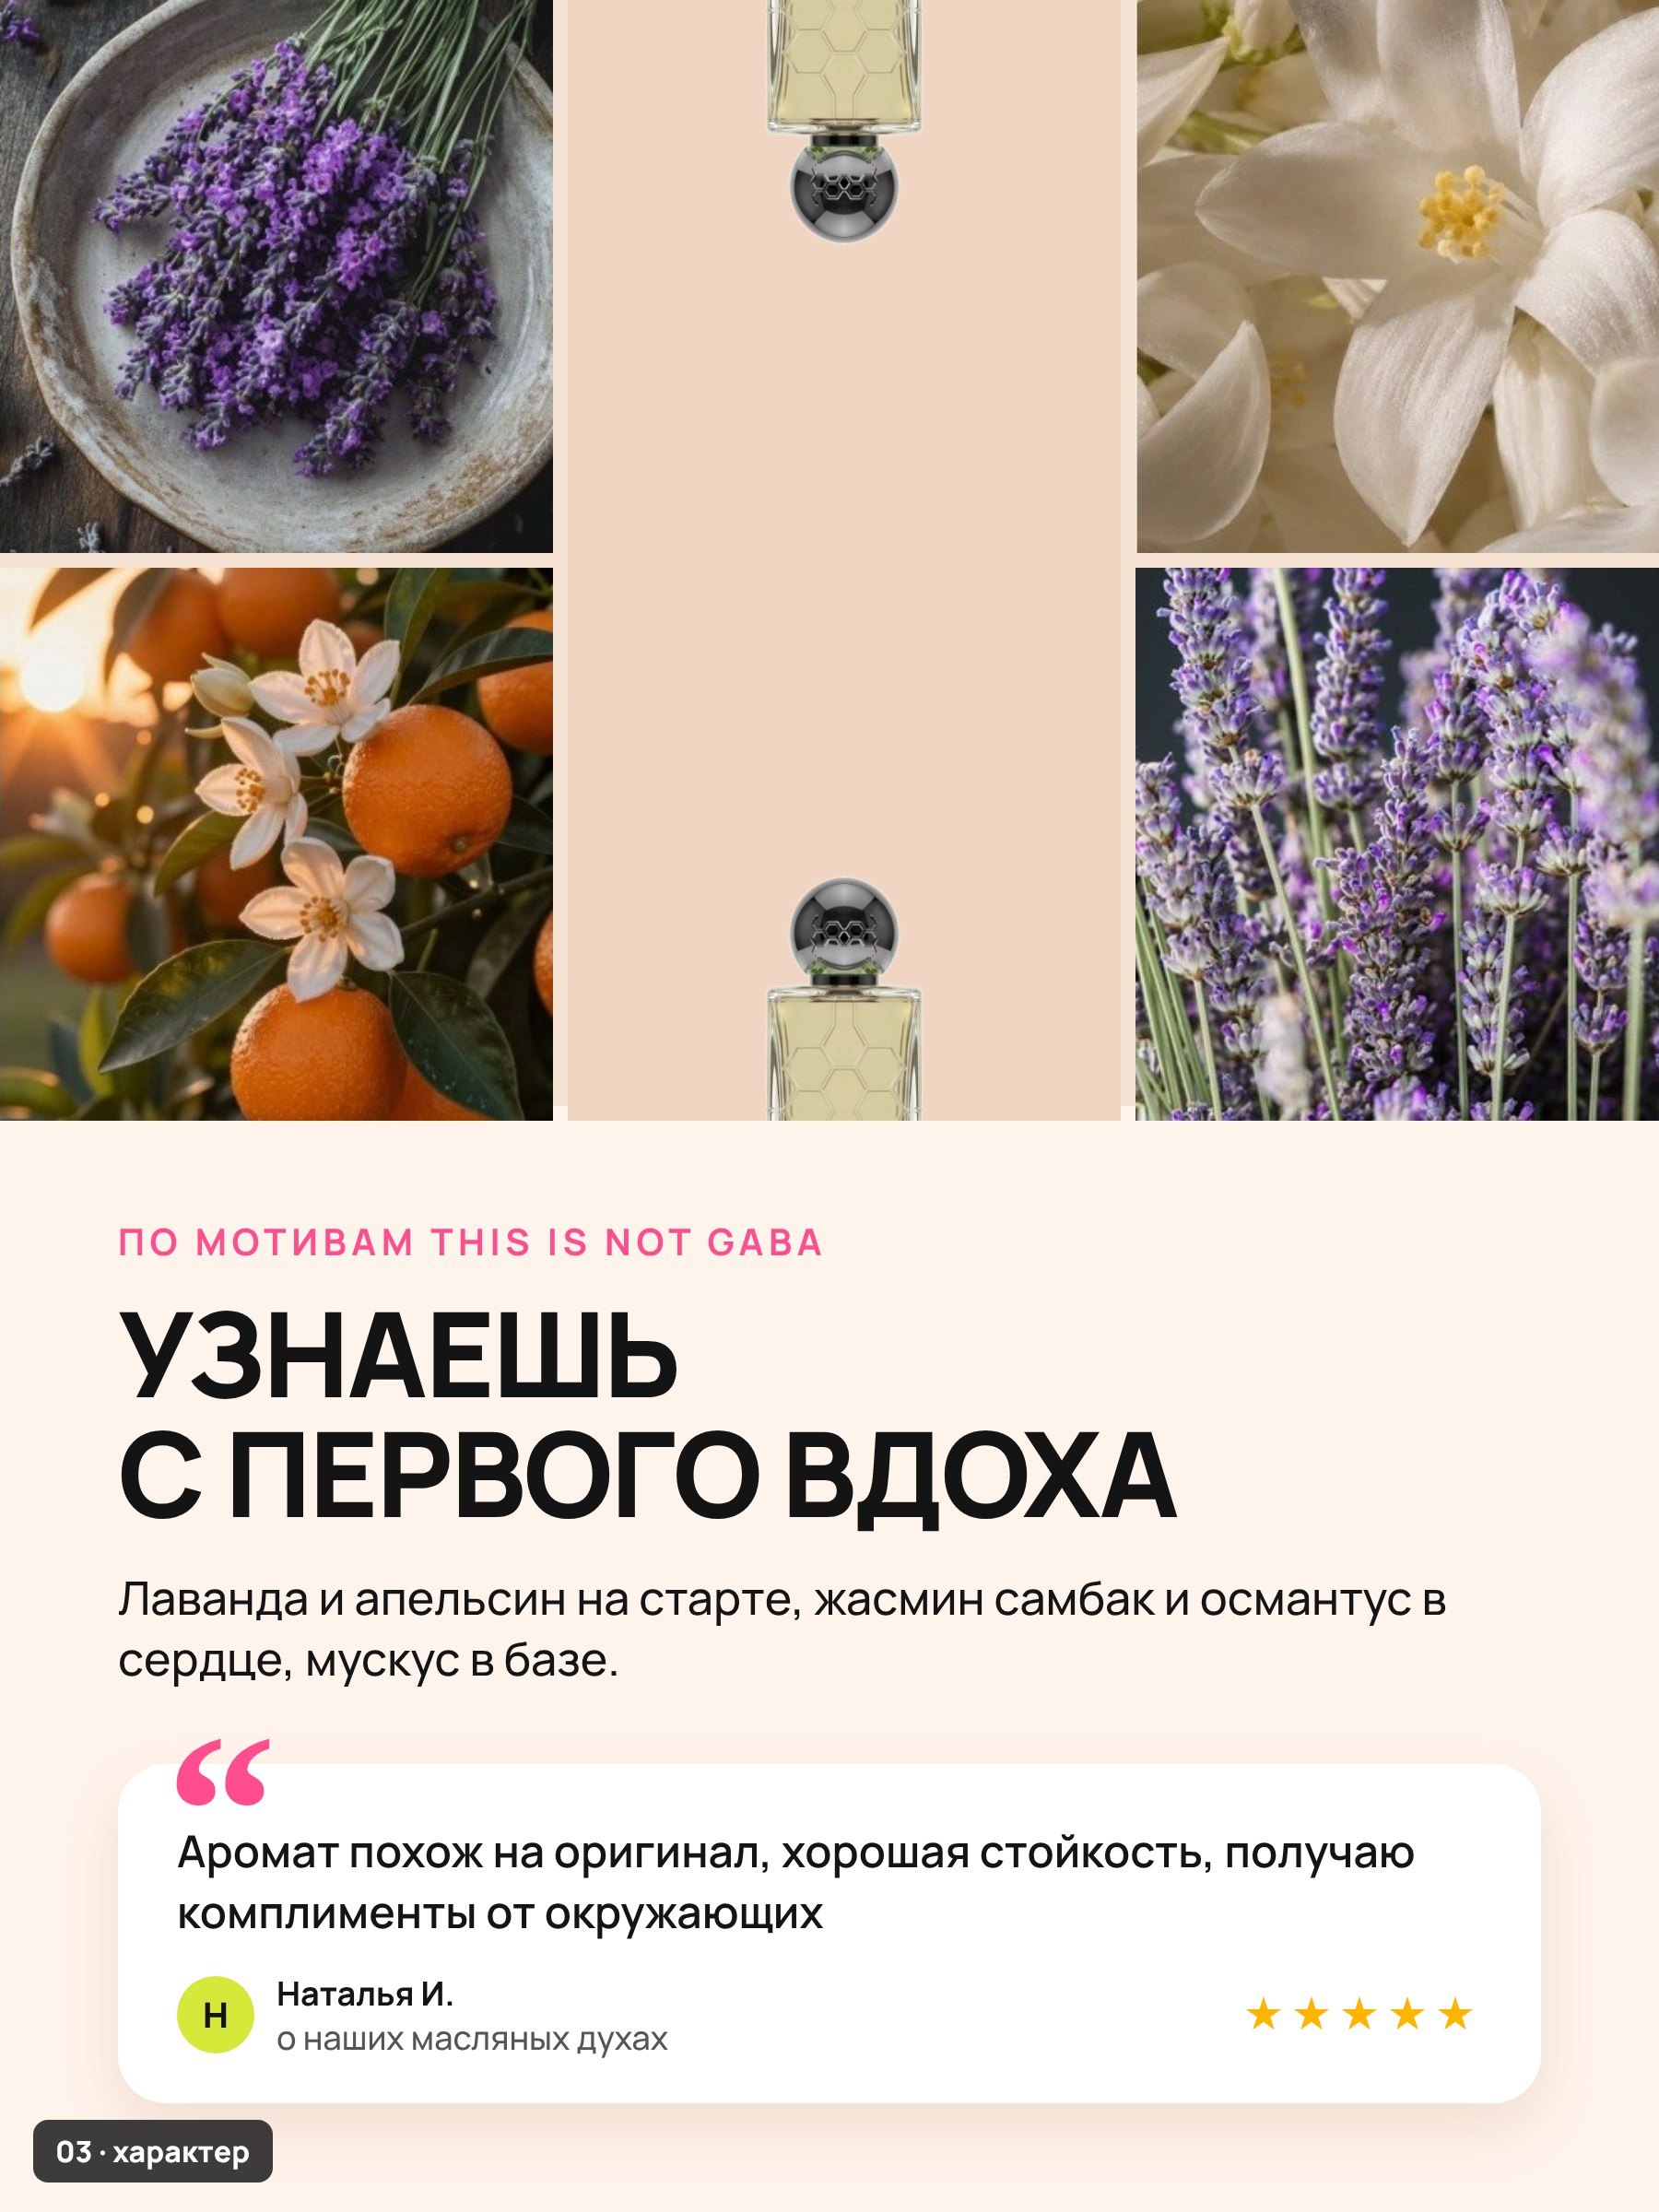 ПО МОТИВАМ THIS IS NOT GABA
УЗНАЕШЬ
С ПЕРВОГО ВДОХА
Лаванда и апельсин на старте, жасмин самбак и османтус в
сердце, мускус в базе.
“
Аромат похож на оригинал, хорошая стойкость, получаю
комплименты от окружающих
Н
Наталья И.
о наших масляных духах
★★★★★
03 · характер